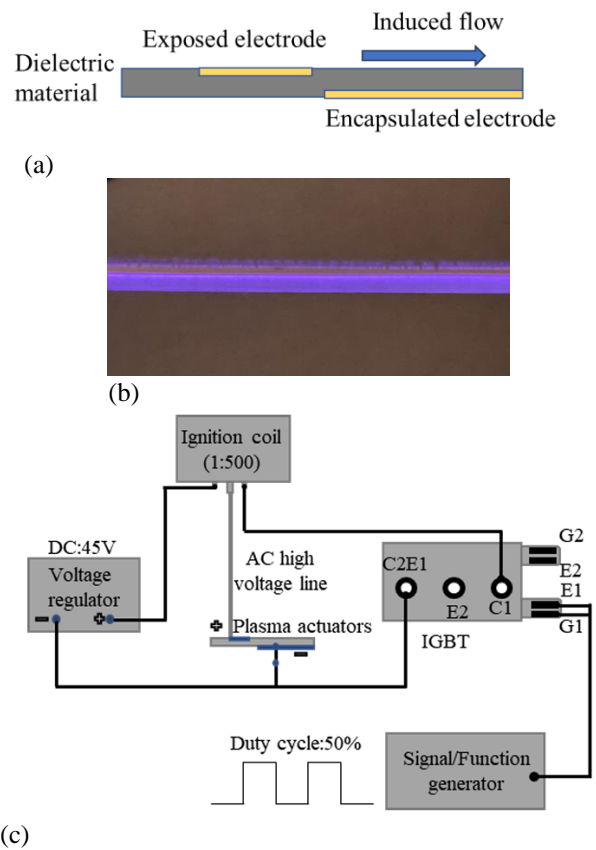 Exposed electrode
Induced flow
Dielectric
material
Encapsulated electrode
(a)
(b)
Ignition coil
(1:500)
DC:45V
Voltage
regulator
AC high
voltage line
Plasma actuators
C2E1
E2
C1
IGBT
G2
E2
E1
G1
Duty cycle:50%
Signal/Function
generator
(c)